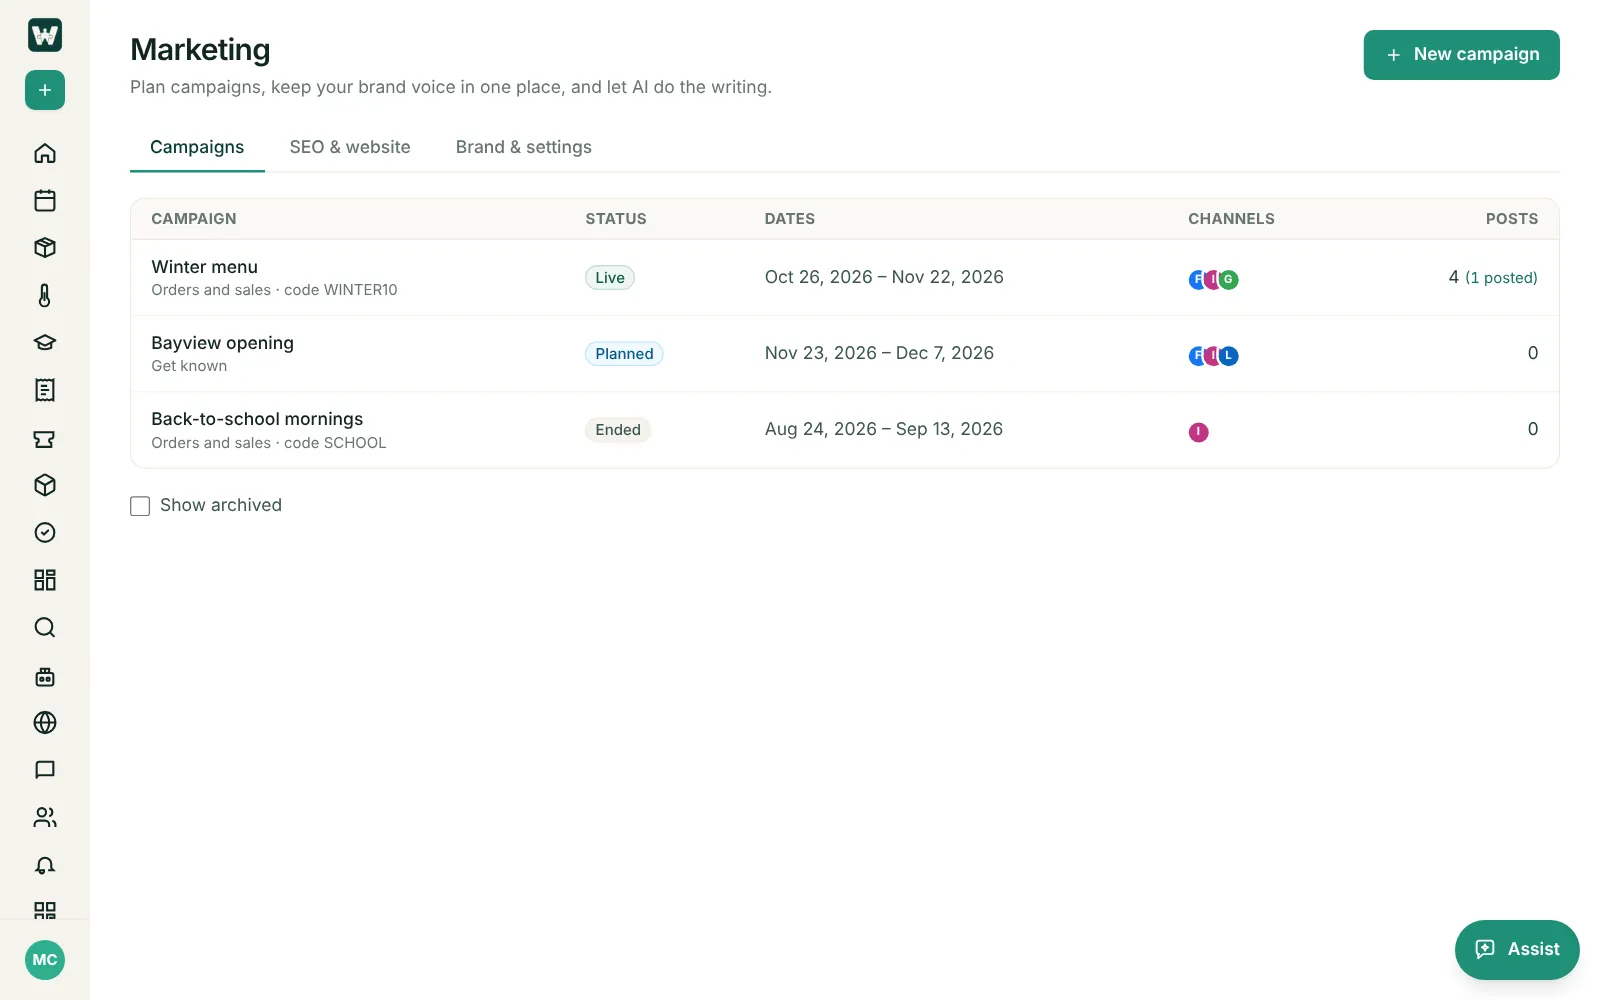 W
Marketing
Plan campaigns, keep your brand voice in one place, and let AI do the writing.
New campaign
Campaigns
SEO & website
Brand & settings
CAMPAIGN STATUS DATES CHANNELS POSTS
Winter menu
Orders and sales · code WINTER10
Live
Oct 26, 2026 – Nov 22, 2026
F I G
4 (1 posted)
Bayview opening
Get known
Planned
Nov 23, 2026 – Dec 7, 2026
F I L
0
Back-to-school mornings
Orders and sales · code SCHOOL
Ended
Aug 24, 2026 – Sep 13, 2026
I
0
Show archived
MC
Assist